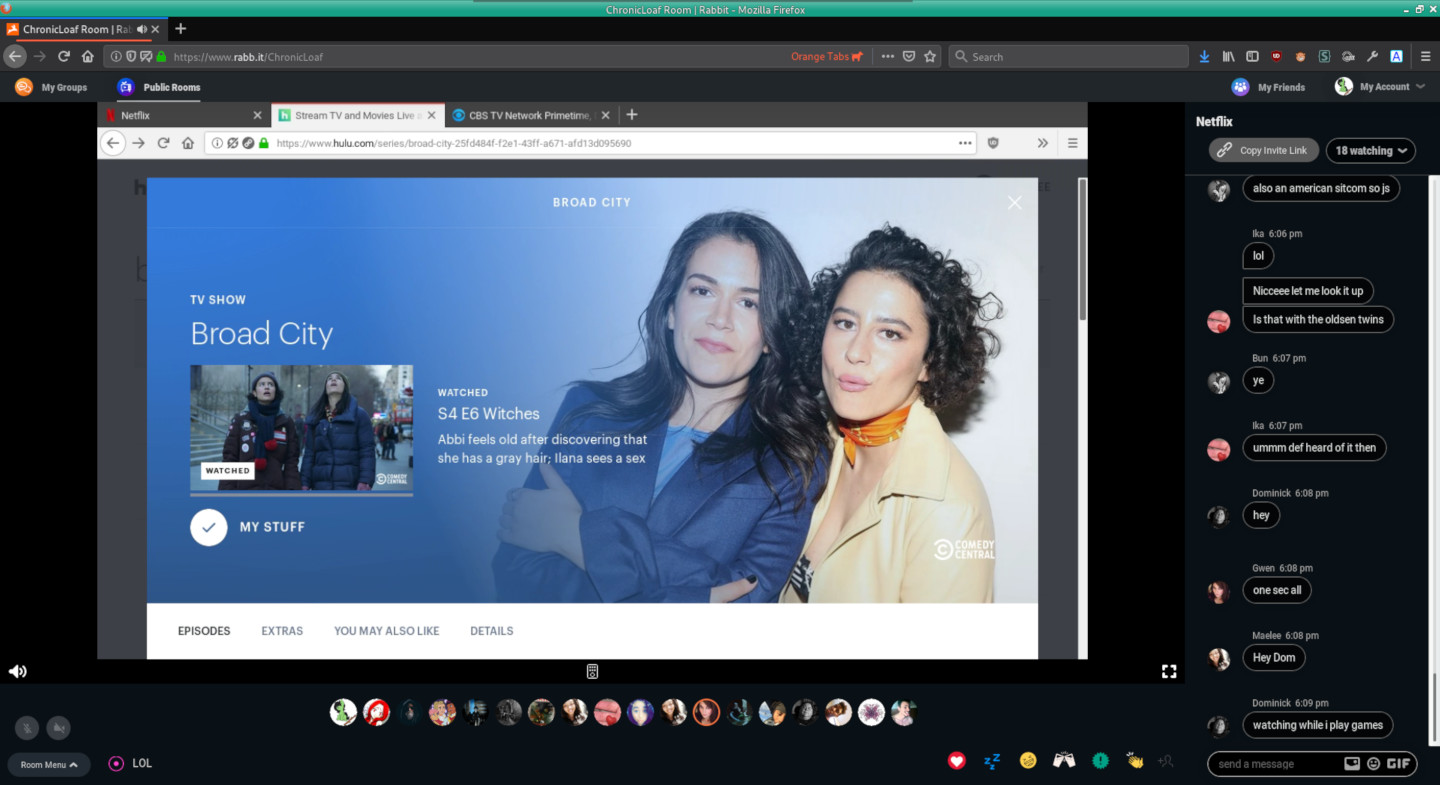 ChronicLoaf Room | Rabbit - Mozilla Firefox
ChronicLoaf Room | Rab
https://www.rabb.it/ChronicLoaf
Orange Tabs
Search
My Groups
Public Rooms
My Friends
My Account
Netflix
Stream TV and Movies Live a
CBS TV Network Primetime,
https://www.hulu.com/series/broad-city-25fd484f-f2e1-43ff-a671-afd13d095690
BROAD CITY
TV SHOW
Broad City
WATCHED
COMEDY
CENTRAL
WATCHED
S4 E6 Witches
Abbi feels old after discovering that
she has a gray hair; Ilana sees a sex
MY STUFF
COMEDY
CENTRAL
EPISODES
EXTRAS
YOU MAY ALSO LIKE
DETAILS
Netflix
Copy Invite Link
18 watching
also an american sitcom so js
Ika 6:06 pm
lol
Nicceee let me look it up
Is that with the oldsen twins
Bun 6:07 pm
ye
Ika 6:07 pm
ummm def heard of it then
Dominick 6:08 pm
hey
Gwen 6:08 pm
one sec all
Maelee 6:08 pm
Hey Dom
Dominick 6:09 pm
watching while i play games
Room Menu
LOL
send a message
GIF